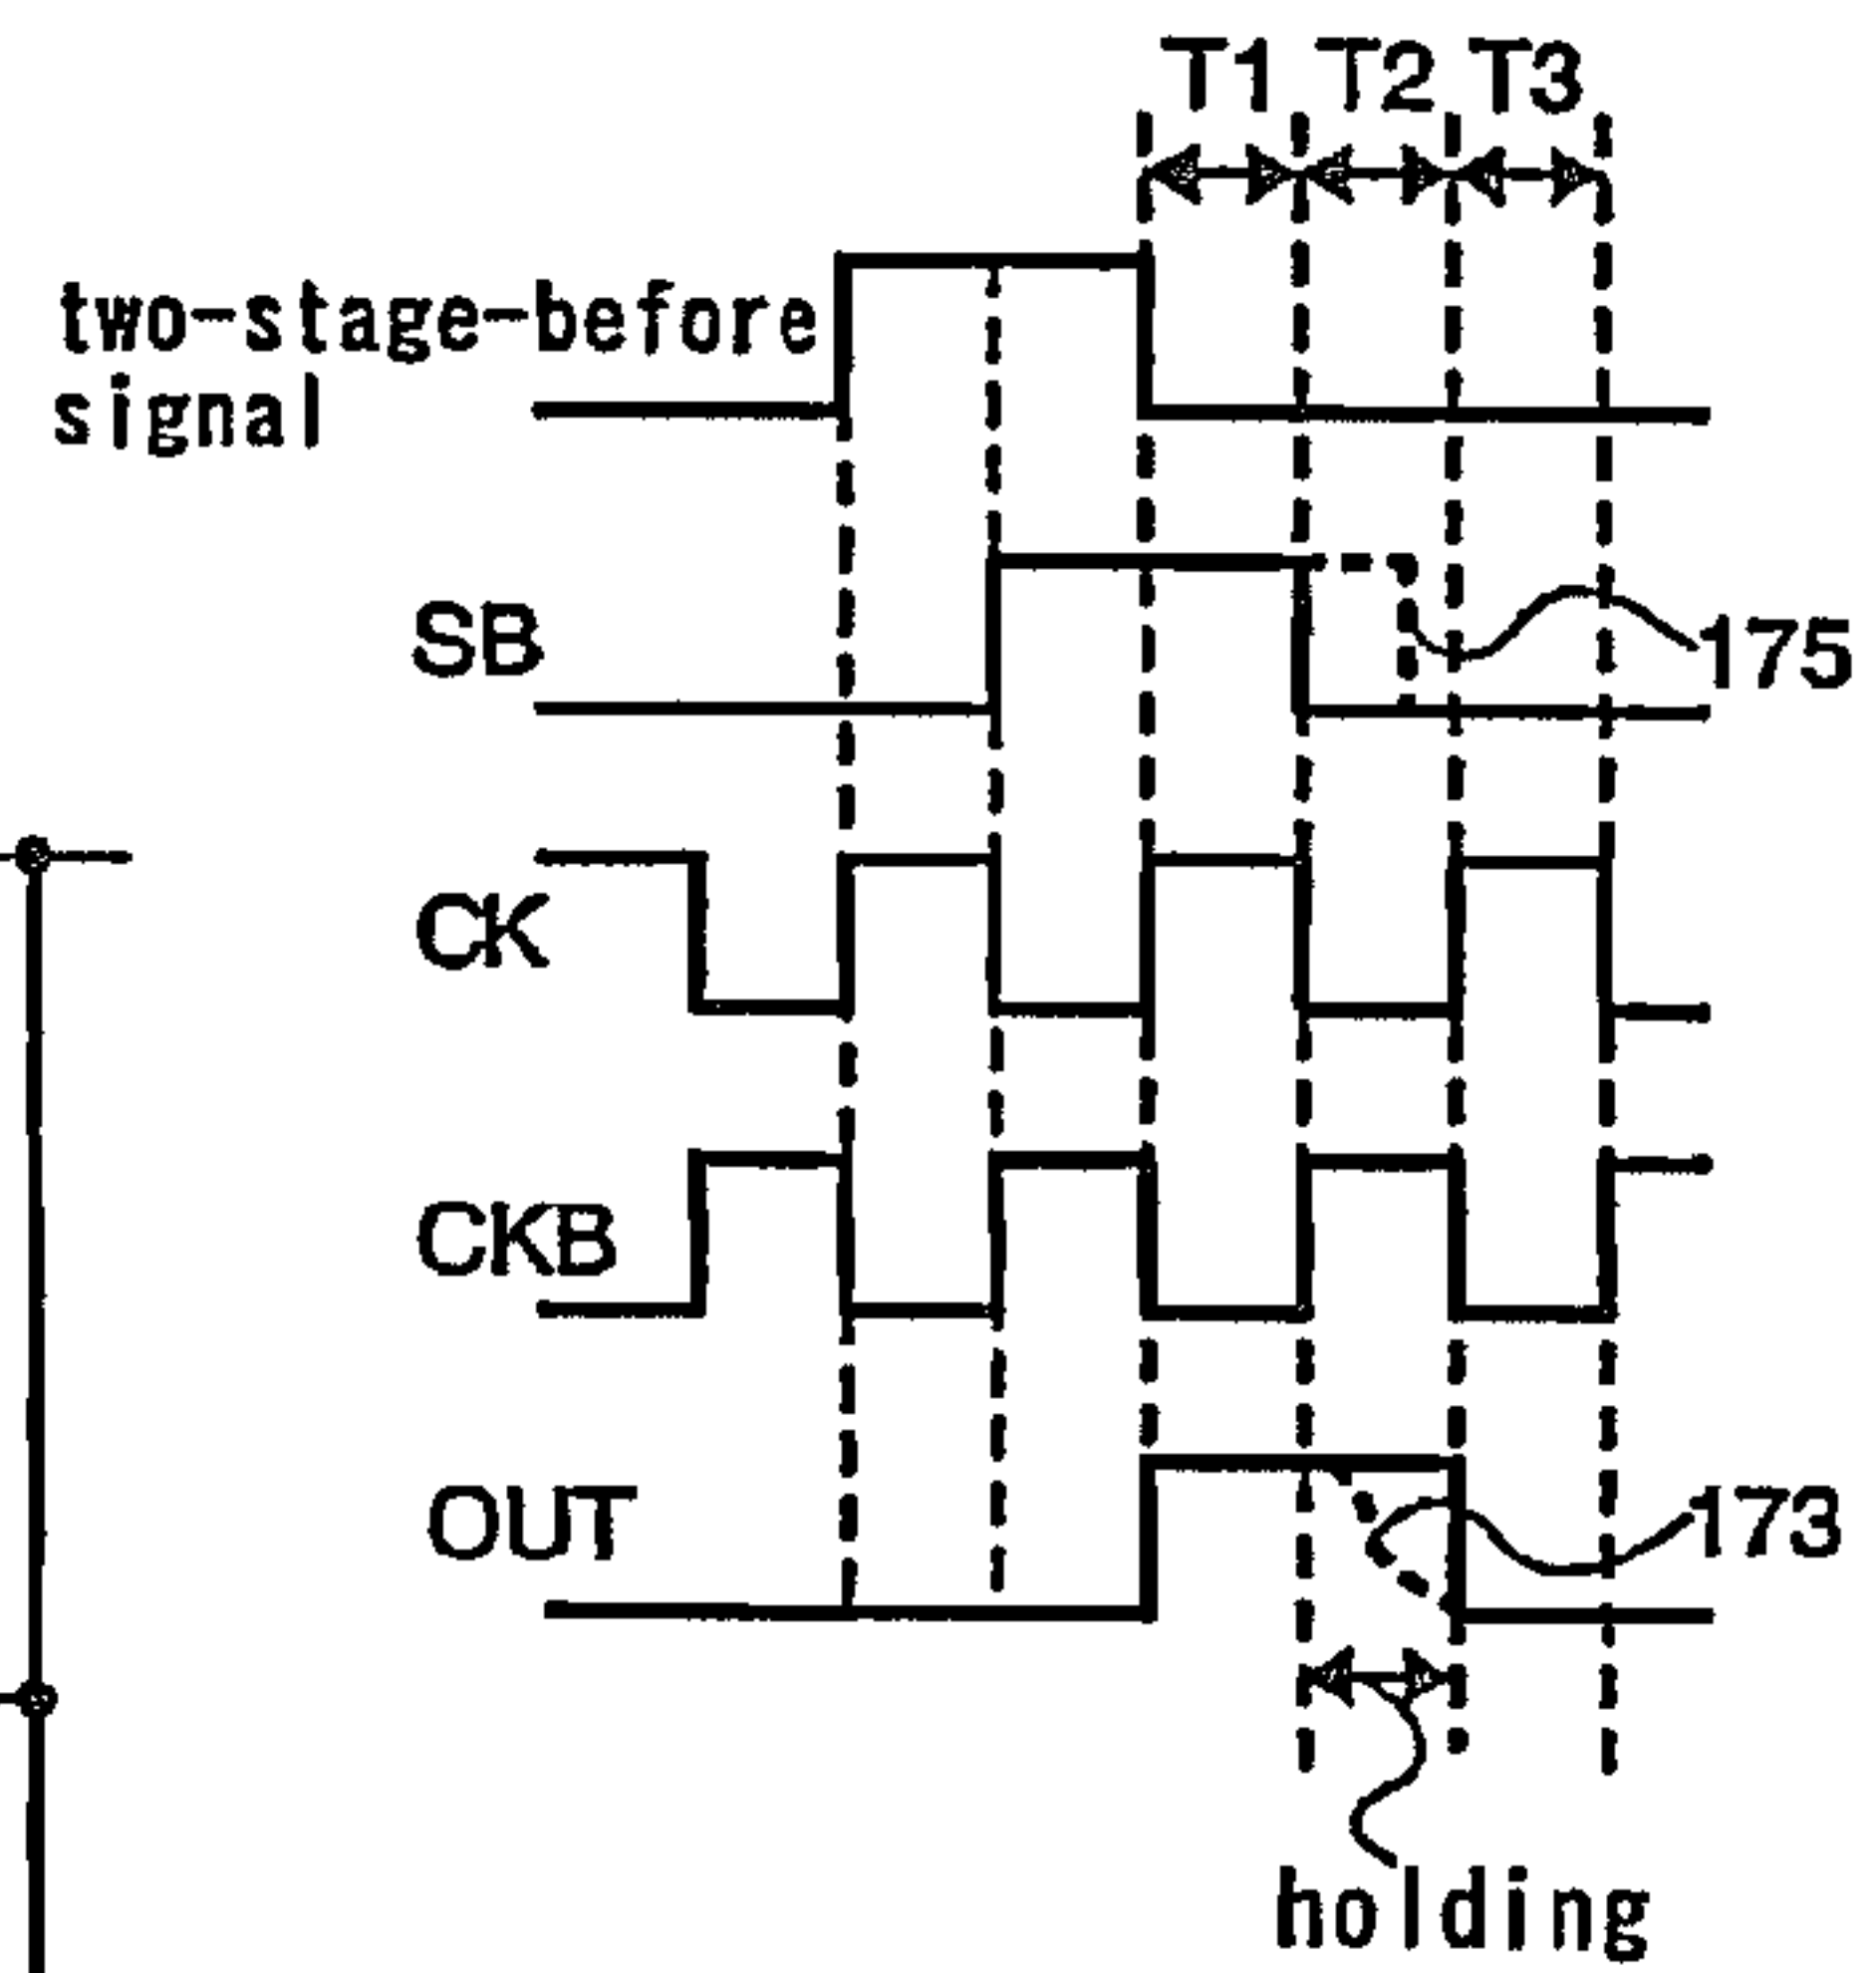 T1 T2 T3
two-stage-before
signal
SB
175
CK
CKB
OUT
173
holding